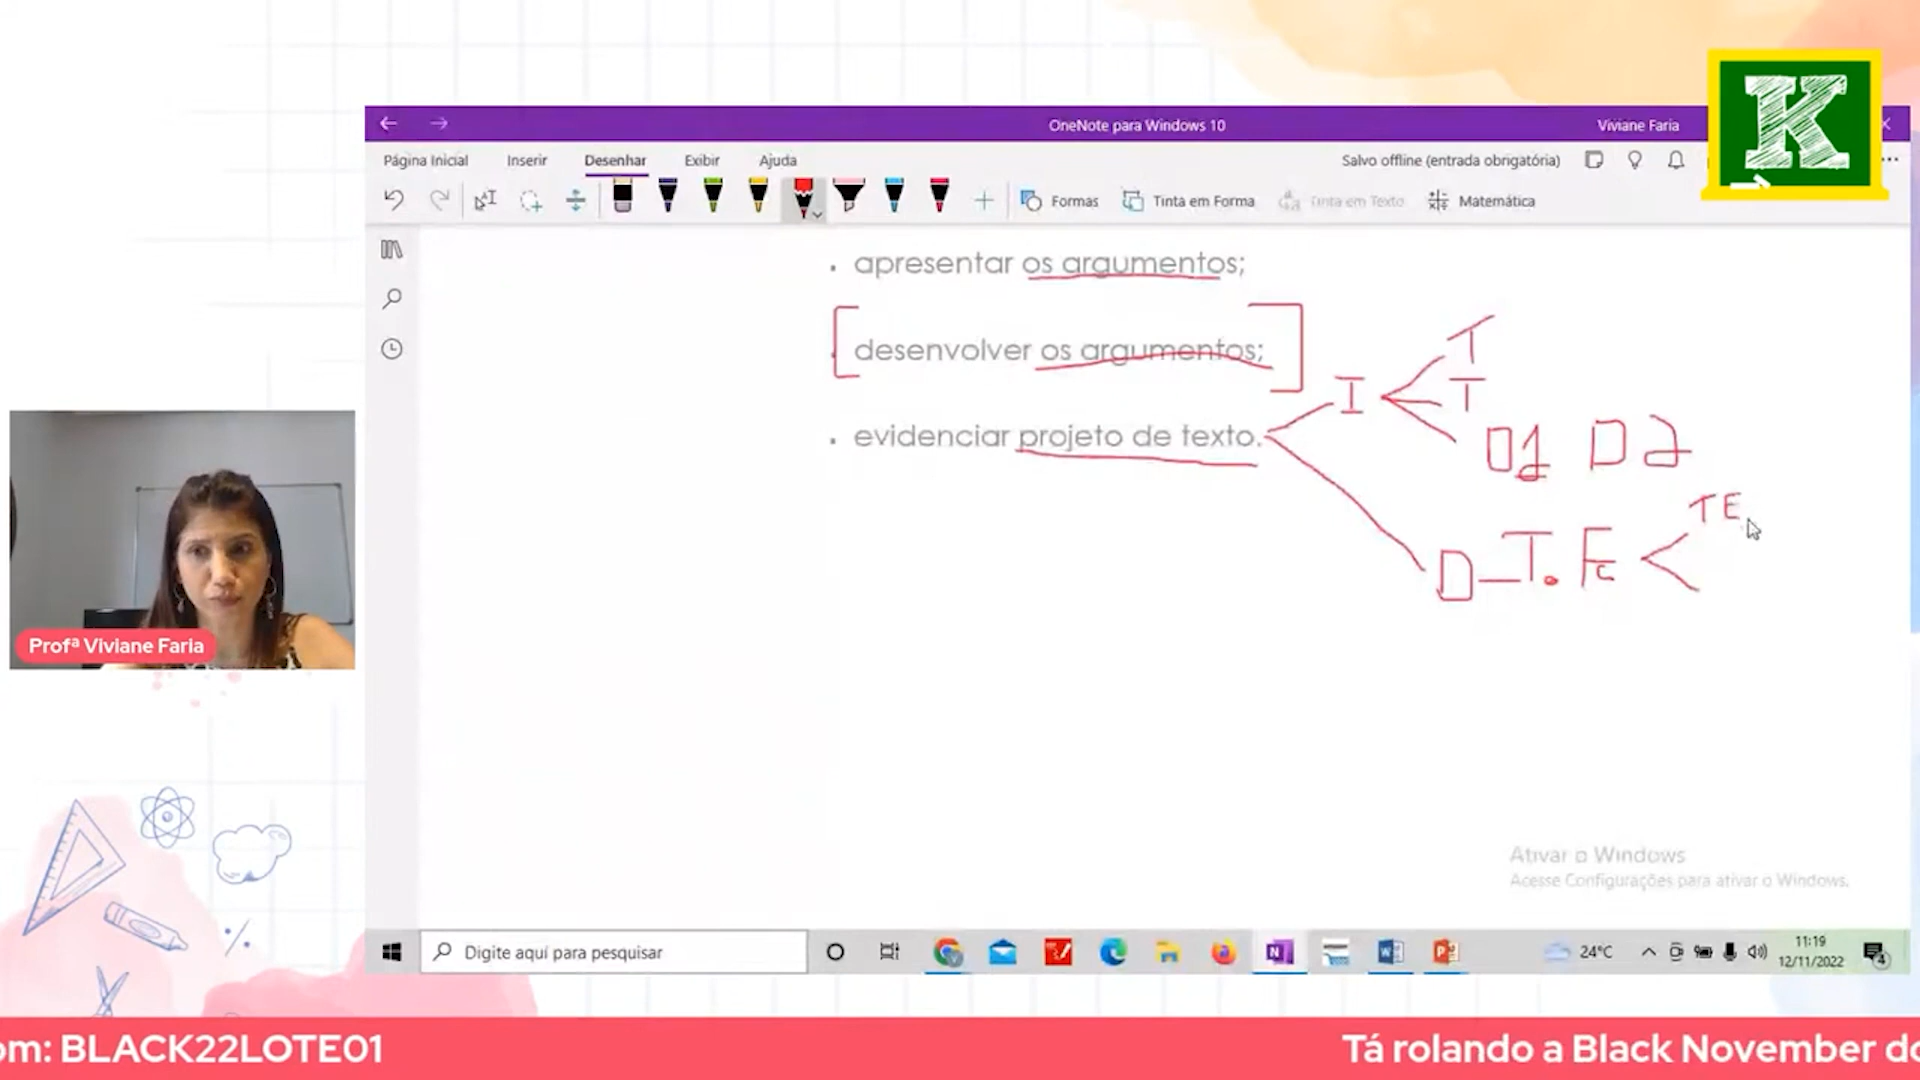 K
OneNote para Windows 10
Viviane Faria
Página Inicial Inserir Desenhar Exibir Ajuda
Salvo offline (entrada obrigatória)
Formas Tinta em Forma Tinta em Texto Matemática
• apresentar os argumentos;
• desenvolver os argumentos;
• evidenciar projeto de texto.
T
I T
D1 D2
TE
D T. F
Profª Viviane Faria
Ativar o Windows
Acesse Configurações para ativar o Windows.
Digite aqui para pesquisar
24°C
11:19
12/11/2022
4
om: BLACK22LOTE01 Tá rolando a Black November do